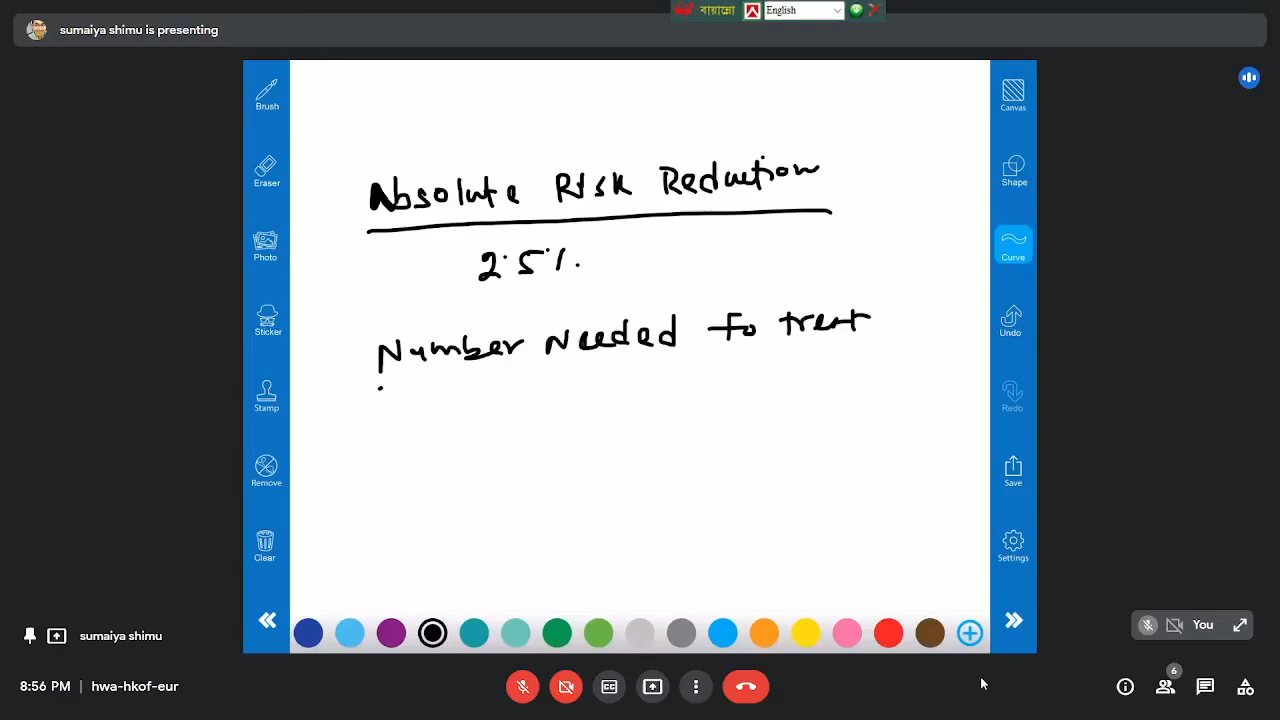 বায়ান্নো
English
sumaiya shimu is presenting
Brush
Eraser
Photo
Sticker
Stamp
Remove
Clear
Absolute Risk Reduction
2.5%
Number Needed to treat
Canvas
Shape
Curve
Undo
Redo
Save
Settings
sumaiya shimu
You
8:56 PM | hwa-hkof-eur
6